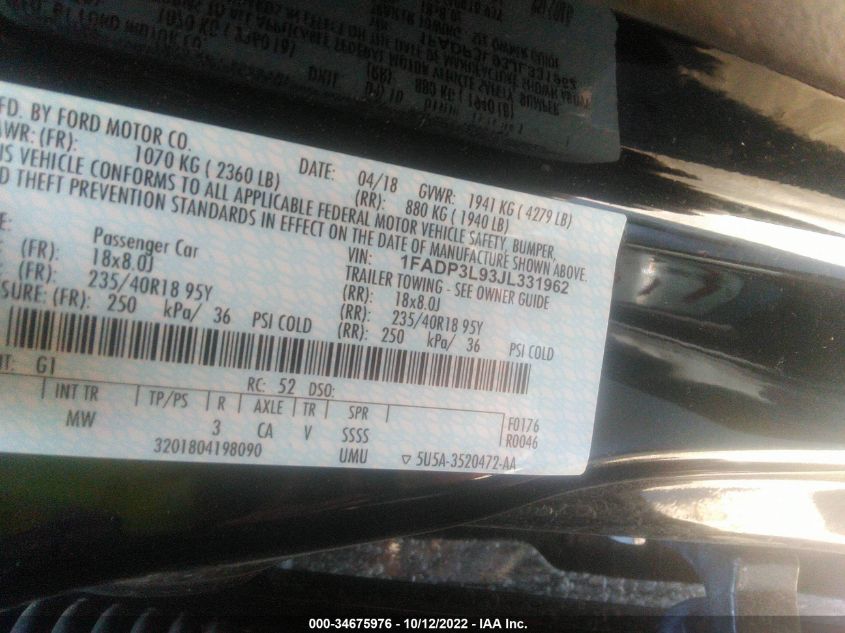 FD. BY FORD MOTOR CO.
DATE: 04/18 GVWR: 1941 KG ( 4279 LB)
AWR: (FR): 1070 KG ( 2360 LB) (RR): 880 KG ( 1940 LB)
IS VEHICLE CONFORMS TO ALL APPLICABLE FEDERAL MOTOR VEHICLE SAFETY, BUMPER,
D THEFT PREVENTION STANDARDS IN EFFECT ON THE DATE OF MANUFACTURE SHOWN ABOVE.
VIN: 1FADP3L93JL331962
E: Passenger Car TRAILER TOWING - SEE OWNER GUIDE
(FR): 18x8.0J (RR): 18x8.0J
(FR): 235/40R18 95Y (RR): 235/40R18 95Y
SURE: (FR): 250 kPa/ 36 PSI COLD (RR): 250 kPa/ 36 PSI COLD
OT: G1 RC: 52 DSO:
INT TR TP/PS R AXLE TR SPR
F0176
MW 3 CA V SSSS
R0046
3201804198090 UMU ▽ 5U5A-3520472-AA
000-34675976 - 10/12/2022 - IAA Inc.